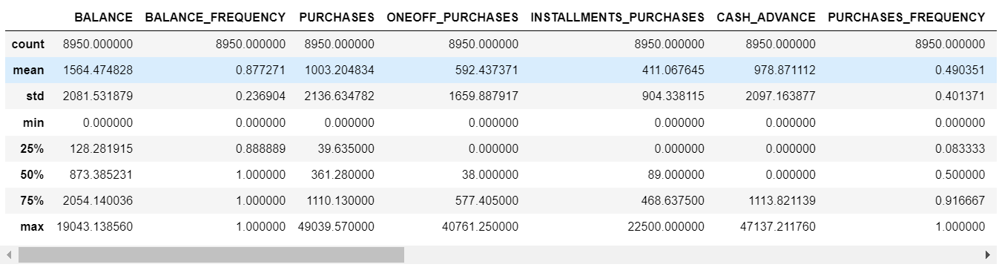 BALANCE BALANCE_FREQUENCY PURCHASES ONEOFF_PURCHASES INSTALLMENTS_PURCHASES CASH_ADVANCE PURCHASES_FREQUENCY
count 8950.000000 8950.000000 8950.000000 8950.000000 8950.000000 8950.000000 8950.000000
mean 1564.474828 0.877271 1003.204834 592.437371 411.067645 978.871112 0.490351
std 2081.531879 0.236904 2136.634782 1659.887917 904.338115 2097.163877 0.401371
min 0.000000 0.000000 0.000000 0.000000 0.000000 0.000000 0.000000
25% 128.281915 0.888889 39.635000 0.000000 0.000000 0.000000 0.083333
50% 873.385231 1.000000 361.280000 38.000000 89.000000 0.000000 0.500000
75% 2054.140036 1.000000 1110.130000 577.405000 468.637500 1113.821139 0.916667
max 19043.138560 1.000000 49039.570000 40761.250000 22500.000000 47137.211760 1.000000